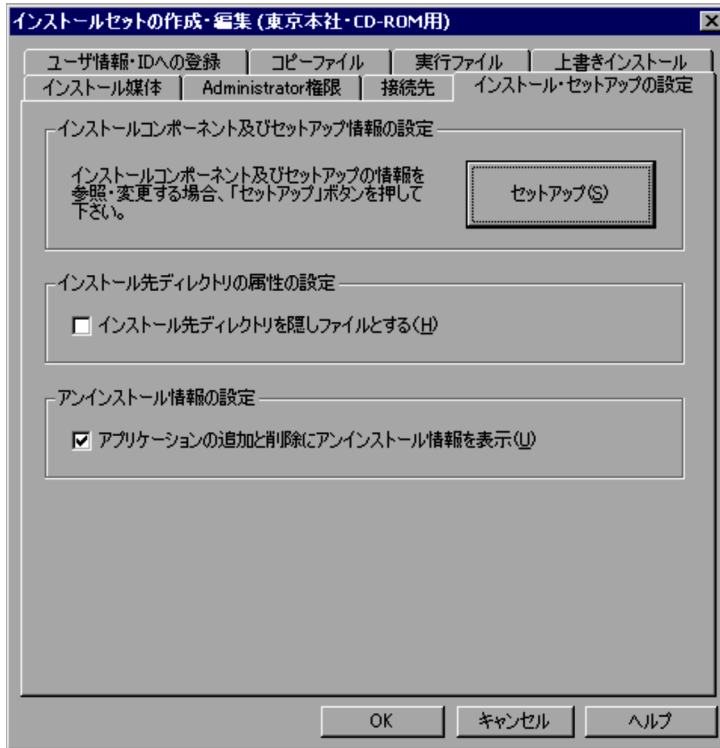 インストールセットの作成・編集 (東京本社・CD-ROM用)
ユーザ情報・IDへの登録 コピーファイル 実行ファイル 上書きインストール
インストール媒体 Administrator権限 接続先 インストール・セットアップの設定
インストールコンポーネント及びセットアップ情報の設定
インストールコンポーネント及びセットアップの情報を
参照・変更する場合、「セットアップ」ボタンを押して
下さい。
セットアップ(S)
インストール先ディレクトリの属性の設定
インストール先ディレクトリを隠しファイルとする(H)
アンインストール情報の設定
アプリケーションの追加と削除にアンインストール情報を表示(U)
OK キャンセル ヘルプ